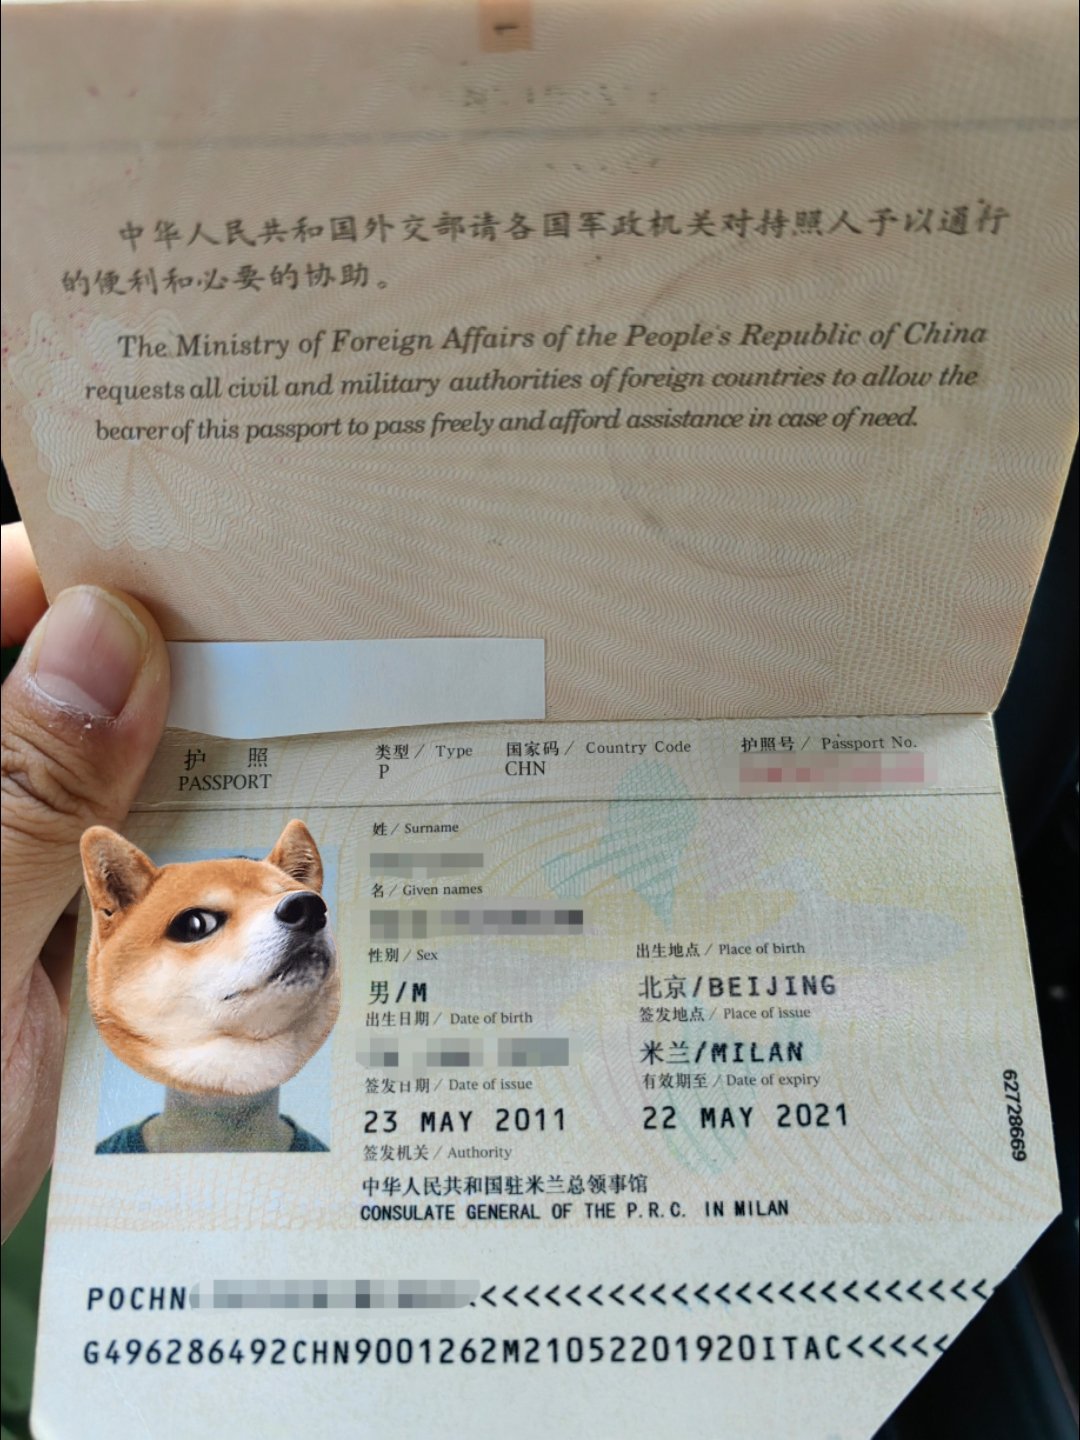 中华人民共和国外交部请各国军政机关对持照人予以通行
的便利和必要的协助。
The Ministry of Foreign Affairs of the People's Republic of China
requests all civil and military authorities of foreign countries to allow the
bearer of this passport to pass freely and afford assistance in case of need.
护 照
PASSPORT
类型 / Type
P
国家码 / Country Code
CHN
护照号 / Passport No.
姓 / Surname
名 / Given names
性别 / Sex
男/M
出生地点 / Place of birth
北京/BEIJING
出生日期 / Date of birth
签发地点 / Place of issue
米兰/MILAN
签发日期 / Date of issue
23 MAY 2011
有效期至 / Date of expiry
22 MAY 2021
签发机关 / Authority
中华人民共和国驻米兰总领事馆
CONSULATE GENERAL OF THE P.R.C. IN MILAN
62728669
POCHN<<<<<<<<<<<<<<<<<<<<<<<<
G496286492CHN9001262M21052201920ITAC<<<<<